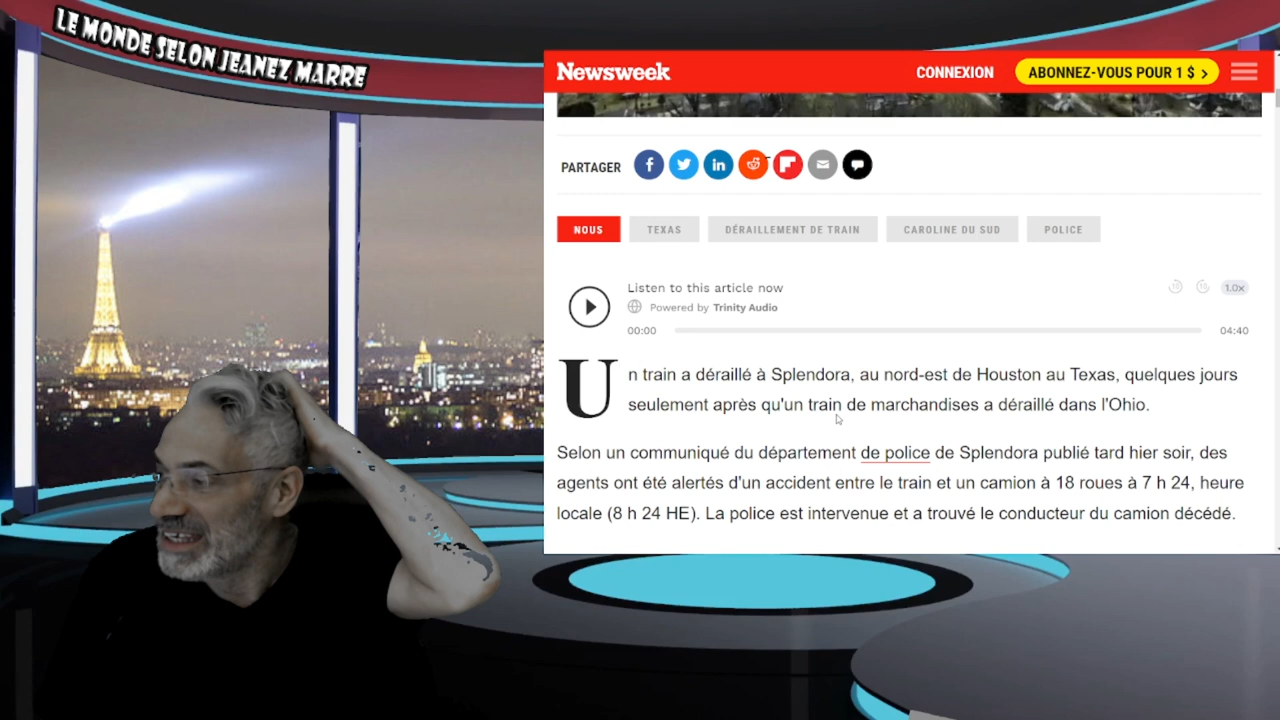 LE MONDE SELON JEANEZ MARRE
Newsweek
CONNEXION
ABONNEZ-VOUS POUR 1 $ >
PARTAGER
NOUS
TEXAS
DÉRAILLEMENT DE TRAIN
CAROLINE DU SUD
POLICE
Listen to this article now
Powered by Trinity Audio
1.0x
00:00
04:40
Un train a déraillé à Splendora, au nord-est de Houston au Texas, quelques jours
seulement après qu'un train de marchandises a déraillé dans l'Ohio.
Selon un communiqué du département de police de Splendora publié tard hier soir, des
agents ont été alertés d'un accident entre le train et un camion à 18 roues à 7 h 24, heure
locale (8 h 24 HE). La police est intervenue et a trouvé le conducteur du camion décédé.